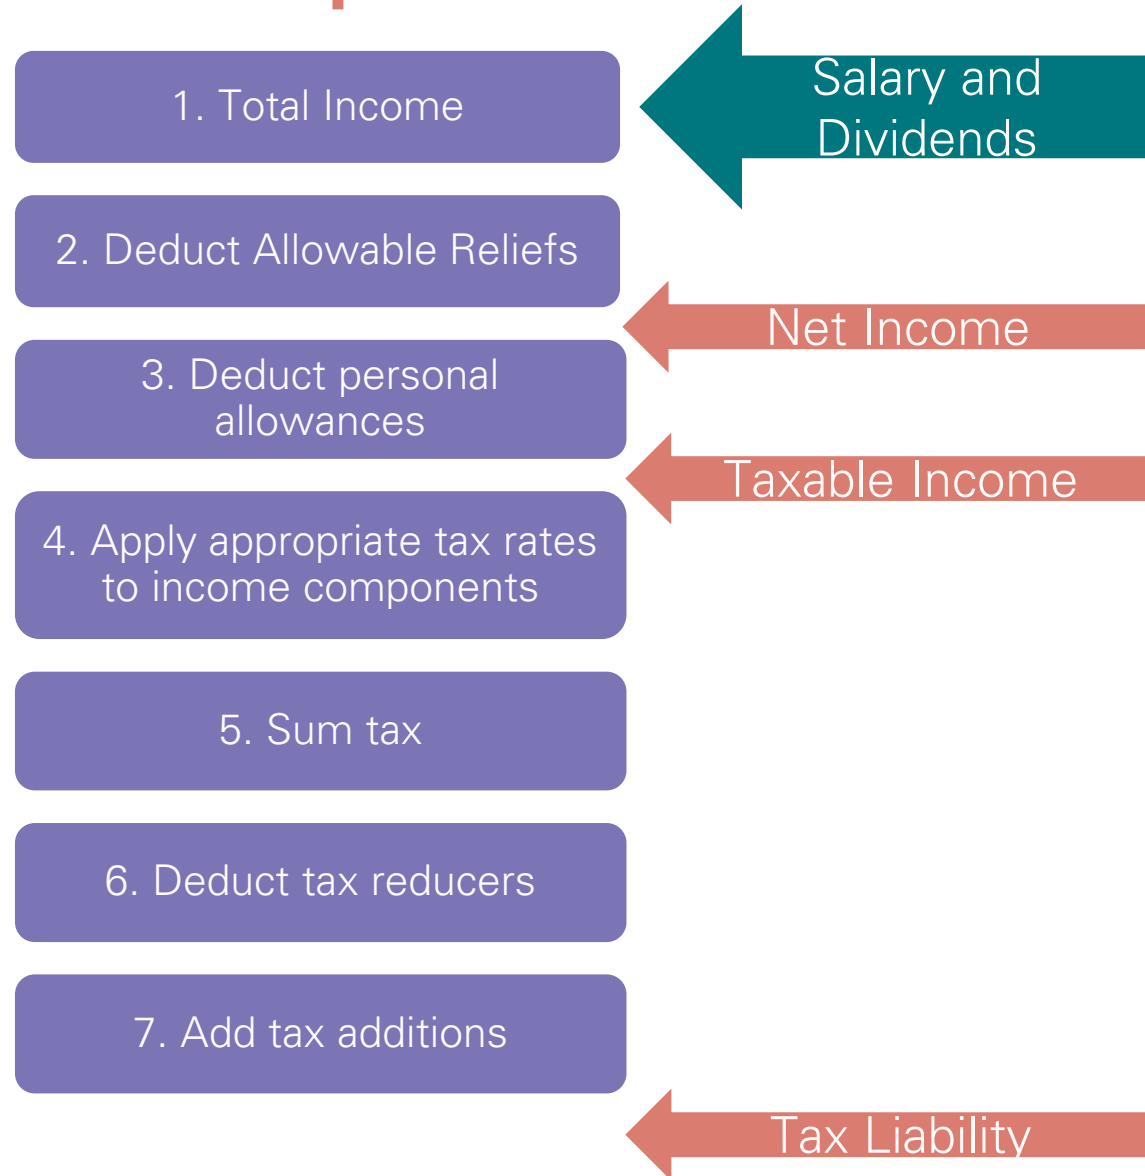 1. Total Income
Salary and
Dividends
2. Deduct Allowable Reliefs
Net Income
3. Deduct personal
allowances
Taxable Income
4. Apply appropriate tax rates
to income components
5. Sum tax
6. Deduct tax reducers
7. Add tax additions
Tax Liability